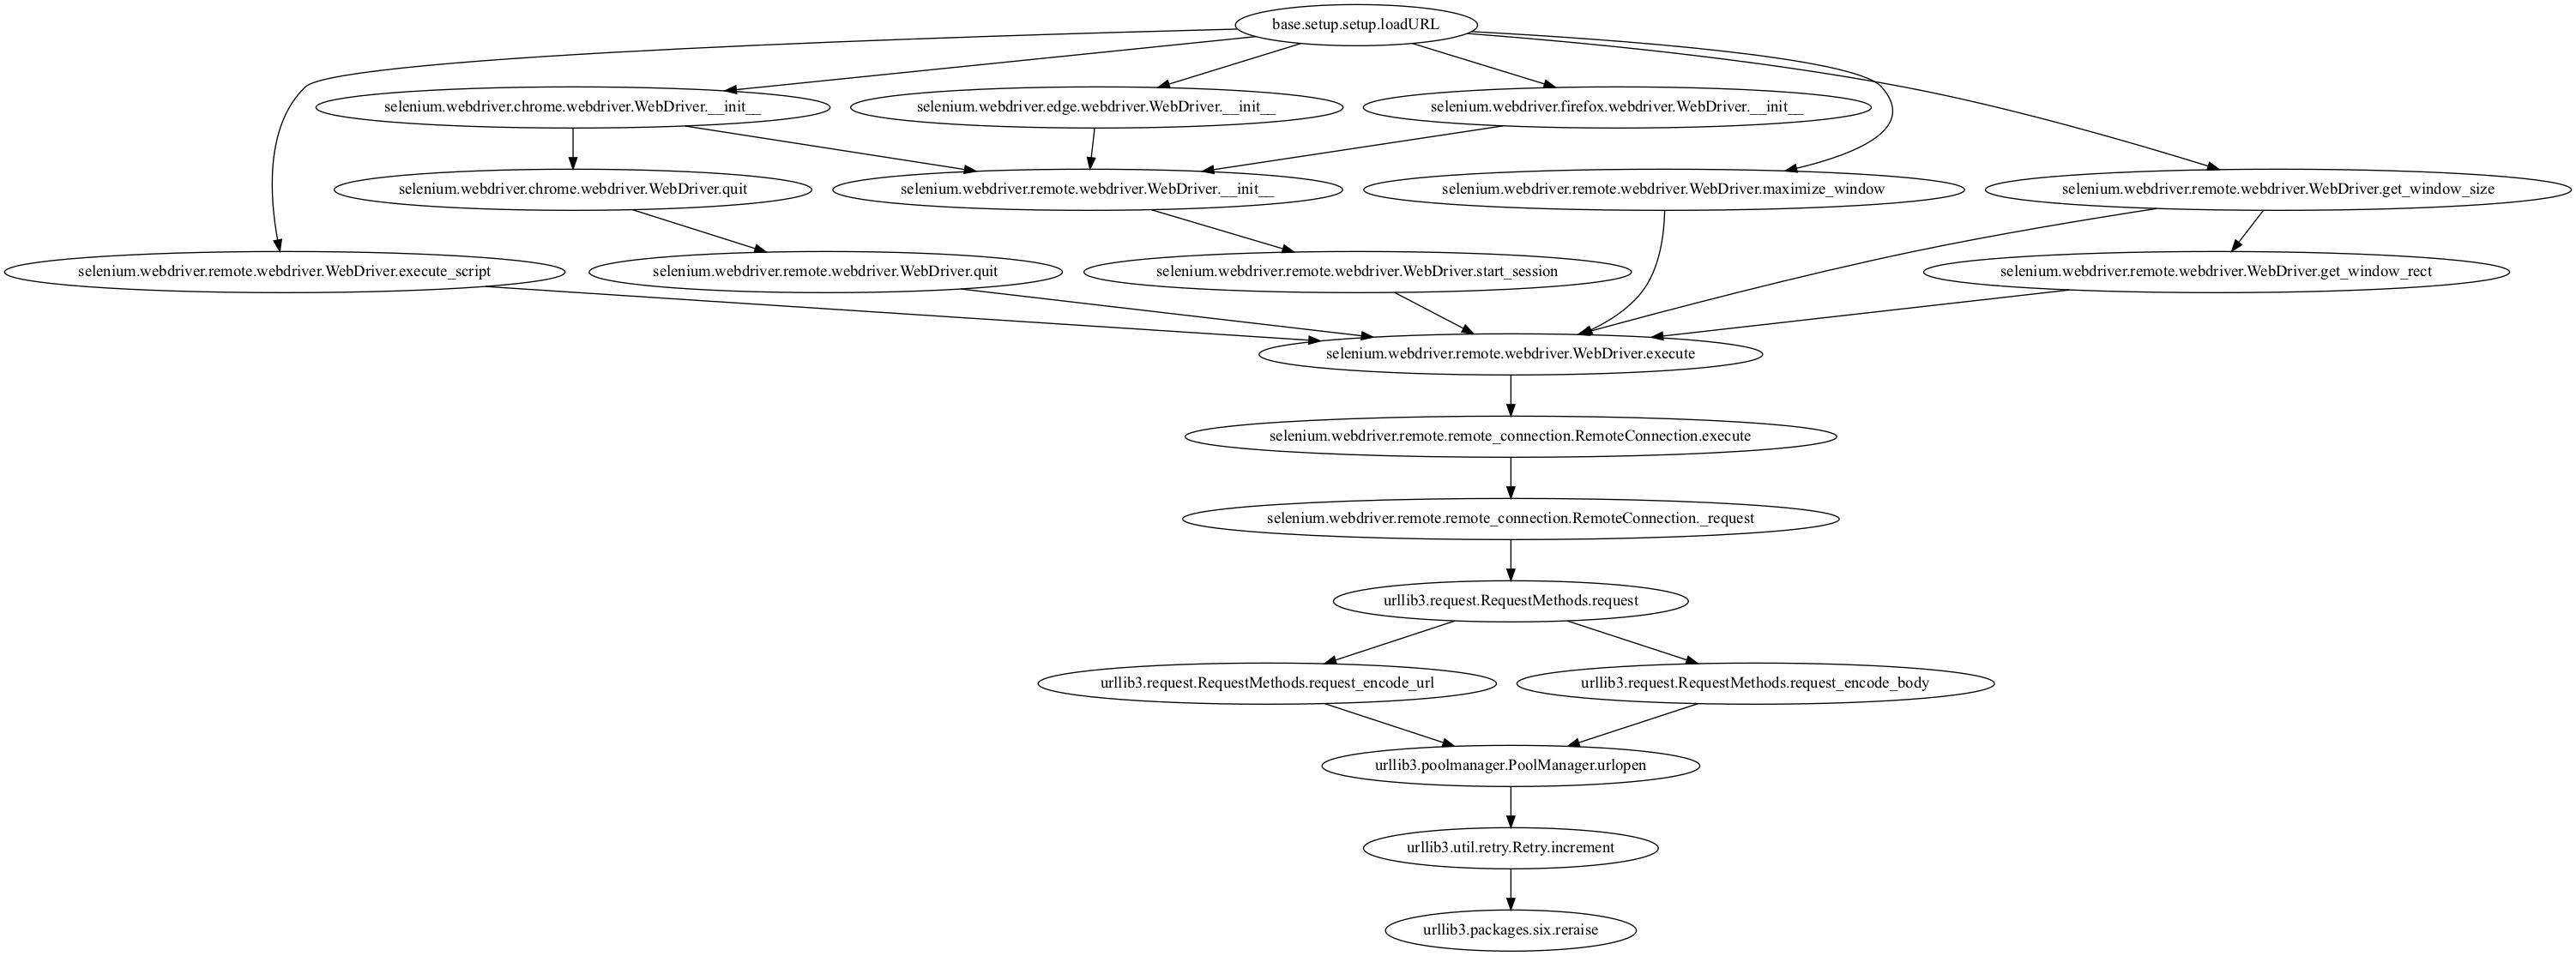 base.setup.setup.loadURL
selenium.webdriver.chrome.webdriver.WebDriver.__init__
selenium.webdriver.edge.webdriver.WebDriver.__init__
selenium.webdriver.firefox.webdriver.WebDriver.__init__
selenium.webdriver.chrome.webdriver.WebDriver.quit
selenium.webdriver.remote.webdriver.WebDriver.__init__
selenium.webdriver.remote.webdriver.WebDriver.maximize_window
selenium.webdriver.remote.webdriver.WebDriver.get_window_size
selenium.webdriver.remote.webdriver.WebDriver.execute_script
selenium.webdriver.remote.webdriver.WebDriver.quit
selenium.webdriver.remote.webdriver.WebDriver.start_session
selenium.webdriver.remote.webdriver.WebDriver.get_window_rect
selenium.webdriver.remote.webdriver.WebDriver.execute
selenium.webdriver.remote.remote_connection.RemoteConnection.execute
selenium.webdriver.remote.remote_connection.RemoteConnection._request
urllib3.request.RequestMethods.request
urllib3.request.RequestMethods.request_encode_url
urllib3.request.RequestMethods.request_encode_body
urllib3.poolmanager.PoolManager.urlopen
urllib3.util.retry.Retry.increment
urllib3.packages.six.reraise